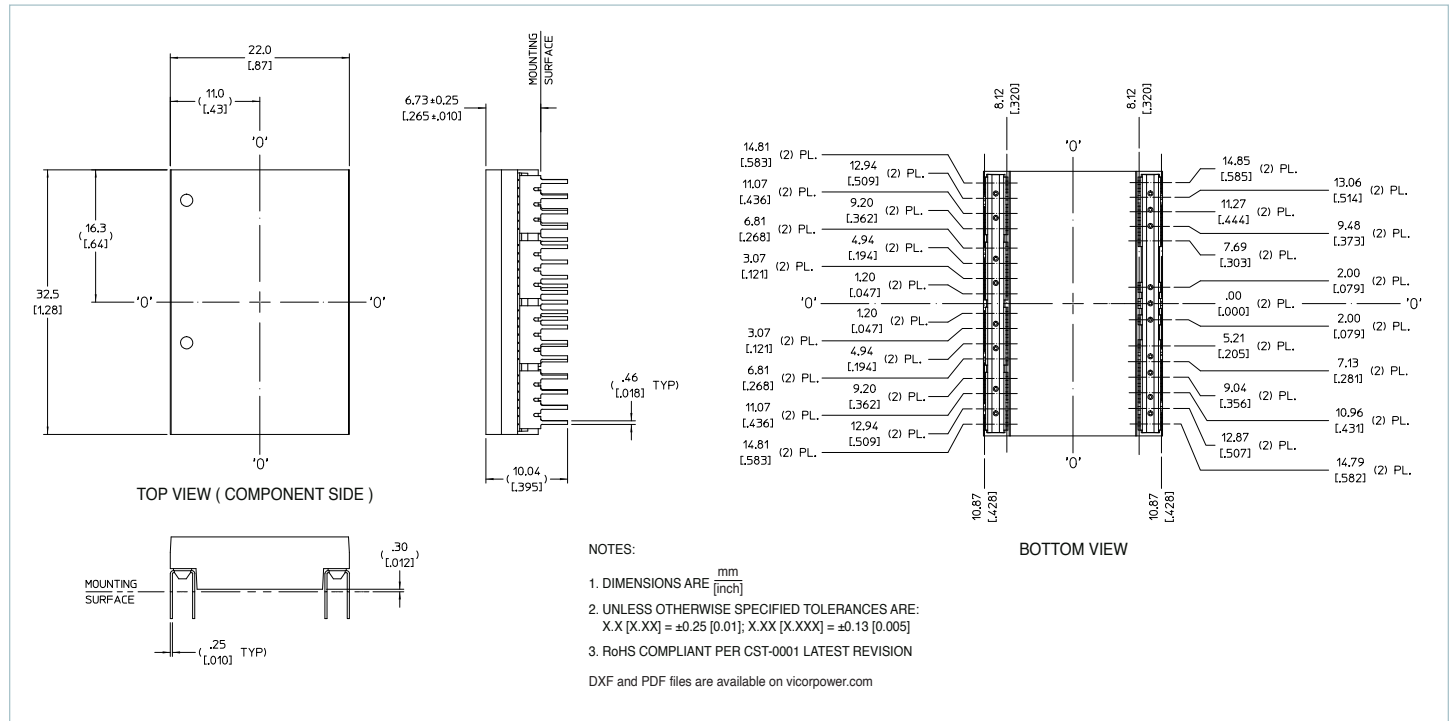 22.0
[.87]
( 11.0 )
[.43]
'0'
16.3
( [.64] )
32.5
[1.28]
'0'
'0'
'0'
TOP VIEW ( COMPONENT SIDE )
MOUNTING
SURFACE
6.73±0.25
[.265±.010]
( .46 TYP)
[.018]
( 10.04 )
[.395]
MOUNTING
SURFACE
( .30 )
[.012]
( .25 TYP)
[.010]
8.12
[.320]
8.12
[.320]
'0'
14.81
[.583] (2) PL.
12.94
[.509] (2) PL.
11.07
[.436] (2) PL.
9.20
[.362] (2) PL.
6.81
[.268] (2) PL.
4.94
[.194] (2) PL.
3.07
[.121] (2) PL.
1.20
[.047] (2) PL.
'0'
1.20
[.047] (2) PL.
3.07
[.121] (2) PL.
4.94
[.194] (2) PL.
6.81
[.268] (2) PL.
9.20
[.362] (2) PL.
11.07
[.436] (2) PL.
12.94
[.509] (2) PL.
14.81
[.583] (2) PL.
14.85
[.585] (2) PL.
13.06
[.514] (2) PL.
11.27
[.444] (2) PL.
9.48
[.373] (2) PL.
7.69
[.303] (2) PL.
2.00
[.079] (2) PL.
.00
[.000] (2) PL.
'0'
2.00
[.079] (2) PL.
5.21
[.205] (2) PL.
7.13
[.281] (2) PL.
9.04
[.356] (2) PL.
10.96
[.431] (2) PL.
12.87
[.507] (2) PL.
14.79
[.582] (2) PL.
'0'
10.87
[.428]
10.87
[.428]
BOTTOM VIEW
NOTES:
1. DIMENSIONS ARE mm
[inch]
2. UNLESS OTHERWISE SPECIFIED TOLERANCES ARE:
X.X [X.XX] = ±0.25 [0.01]; X.XX [X.XXX] = ±0.13 [0.005]
3. RoHS COMPLIANT PER CST-0001 LATEST REVISION
DXF and PDF files are available on vicorpower.com